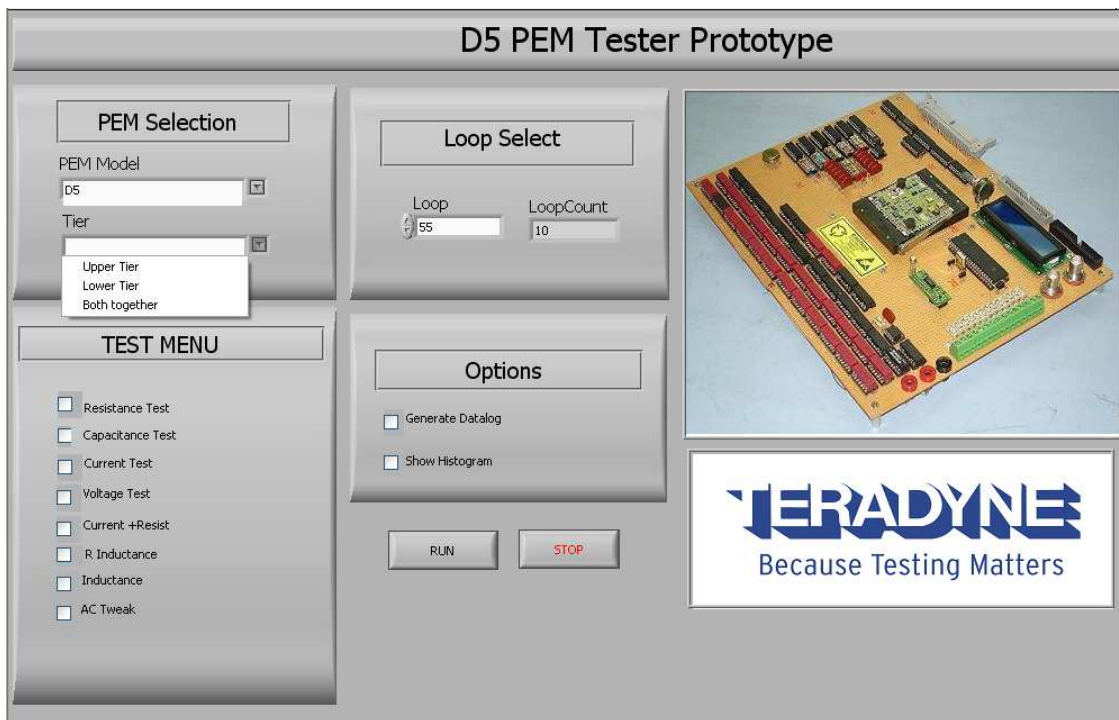 D5 PEM Tester Prototype
PEM Selection
PEM Model
D5
Tier
Upper Tier
Lower Tier
Both together
Loop Select
Loop
55
LoopCount
10
TEST MENU
Resistance Test
Capacitance Test
Current Test
Voltage Test
Current +Resist
R Inductance
Inductance
AC Tweak
Options
Generate Datalog
Show Histogram
RUN
STOP
TERADYNE
Because Testing Matters